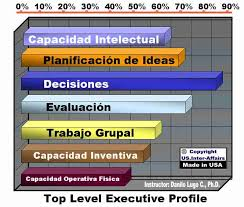 0% 10% 20% 30% 40% 50% 60% 70% 80% 90%
Capacidad Intelectual
Planificación de Ideas
Decisiones
Evaluación
Trabajo Grupal
© Copyright
US.Inter-Affairs
Made in USA
Capacidad Inventiva
Capacidad Operativa Física
Instructor: Danilo Lugo C., Ph.D.
Top Level Executive Profile